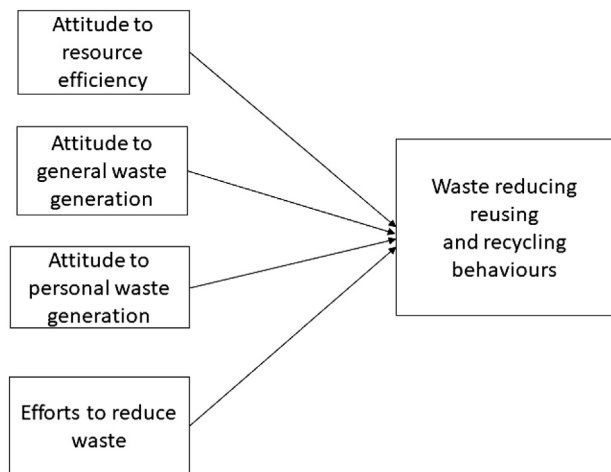 Attitude to
resource
efficiency
Attitude to
general waste
generation
Attitude to
personal waste
generation
Efforts to reduce
waste
Waste reducing
reusing
and recycling
behaviours